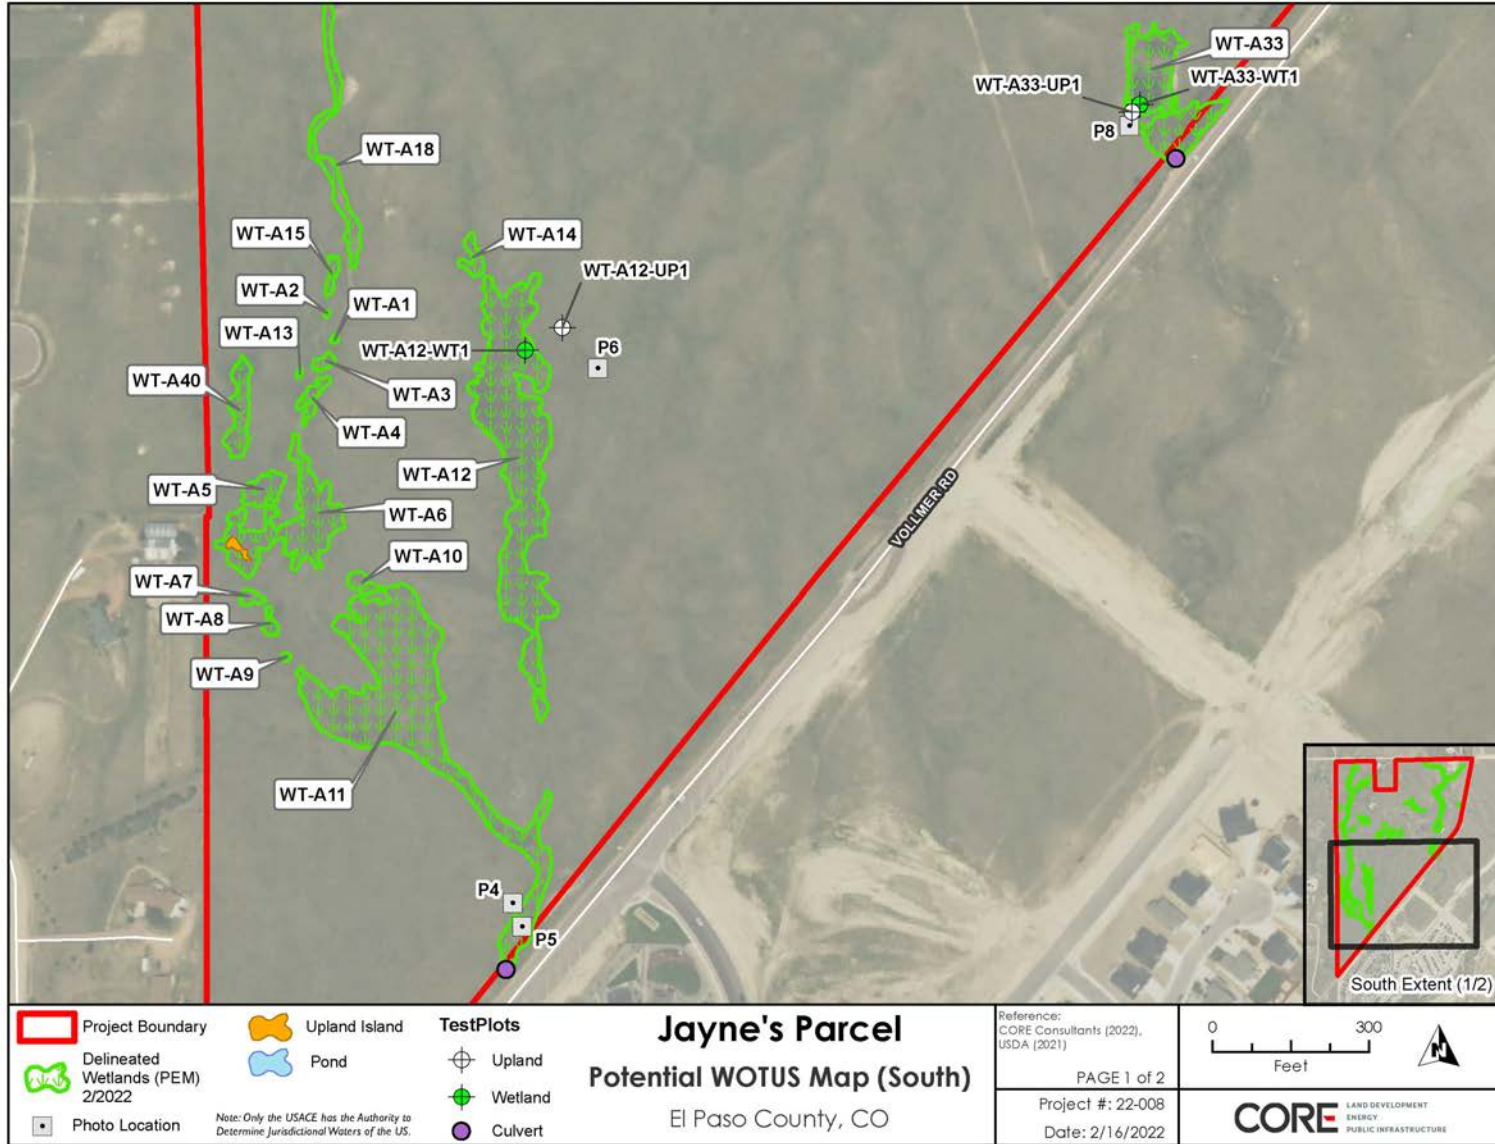 WT-A33
WT-A33-UP1
WT-A33-WT1
P8
WT-A18
WT-A15
WT-A14
WT-A12-UP1
WT-A2
WT-A1
WT-A13
WT-A12-WT1
P6
WT-A40
WT-A3
WT-A4
WT-A12
WT-A5
WT-A6
VOLLMER RD
WT-A10
WT-A7
WT-A8
WT-A9
WT-A11
P4
P5
South Extent (1/2)
Project Boundary
Delineated
Wetlands (PEM)
2/2022
Photo Location
Upland Island
Pond
Note: Only the USACE has the Authority to
Determine Jurisdictional Waters of the US.
TestPlots
Upland
Wetland
Culvert
Jayne's Parcel
Potential WOTUS Map (South)
El Paso County, CO
Reference:
CORE Consultants (2022),
USDA (2021)
PAGE 1 of 2
Project #: 22-008
Date: 2/16/2022
0 300
Feet
N
CORE
LAND DEVELOPMENT
ENERGY
PUBLIC INFRASTRUCTURE